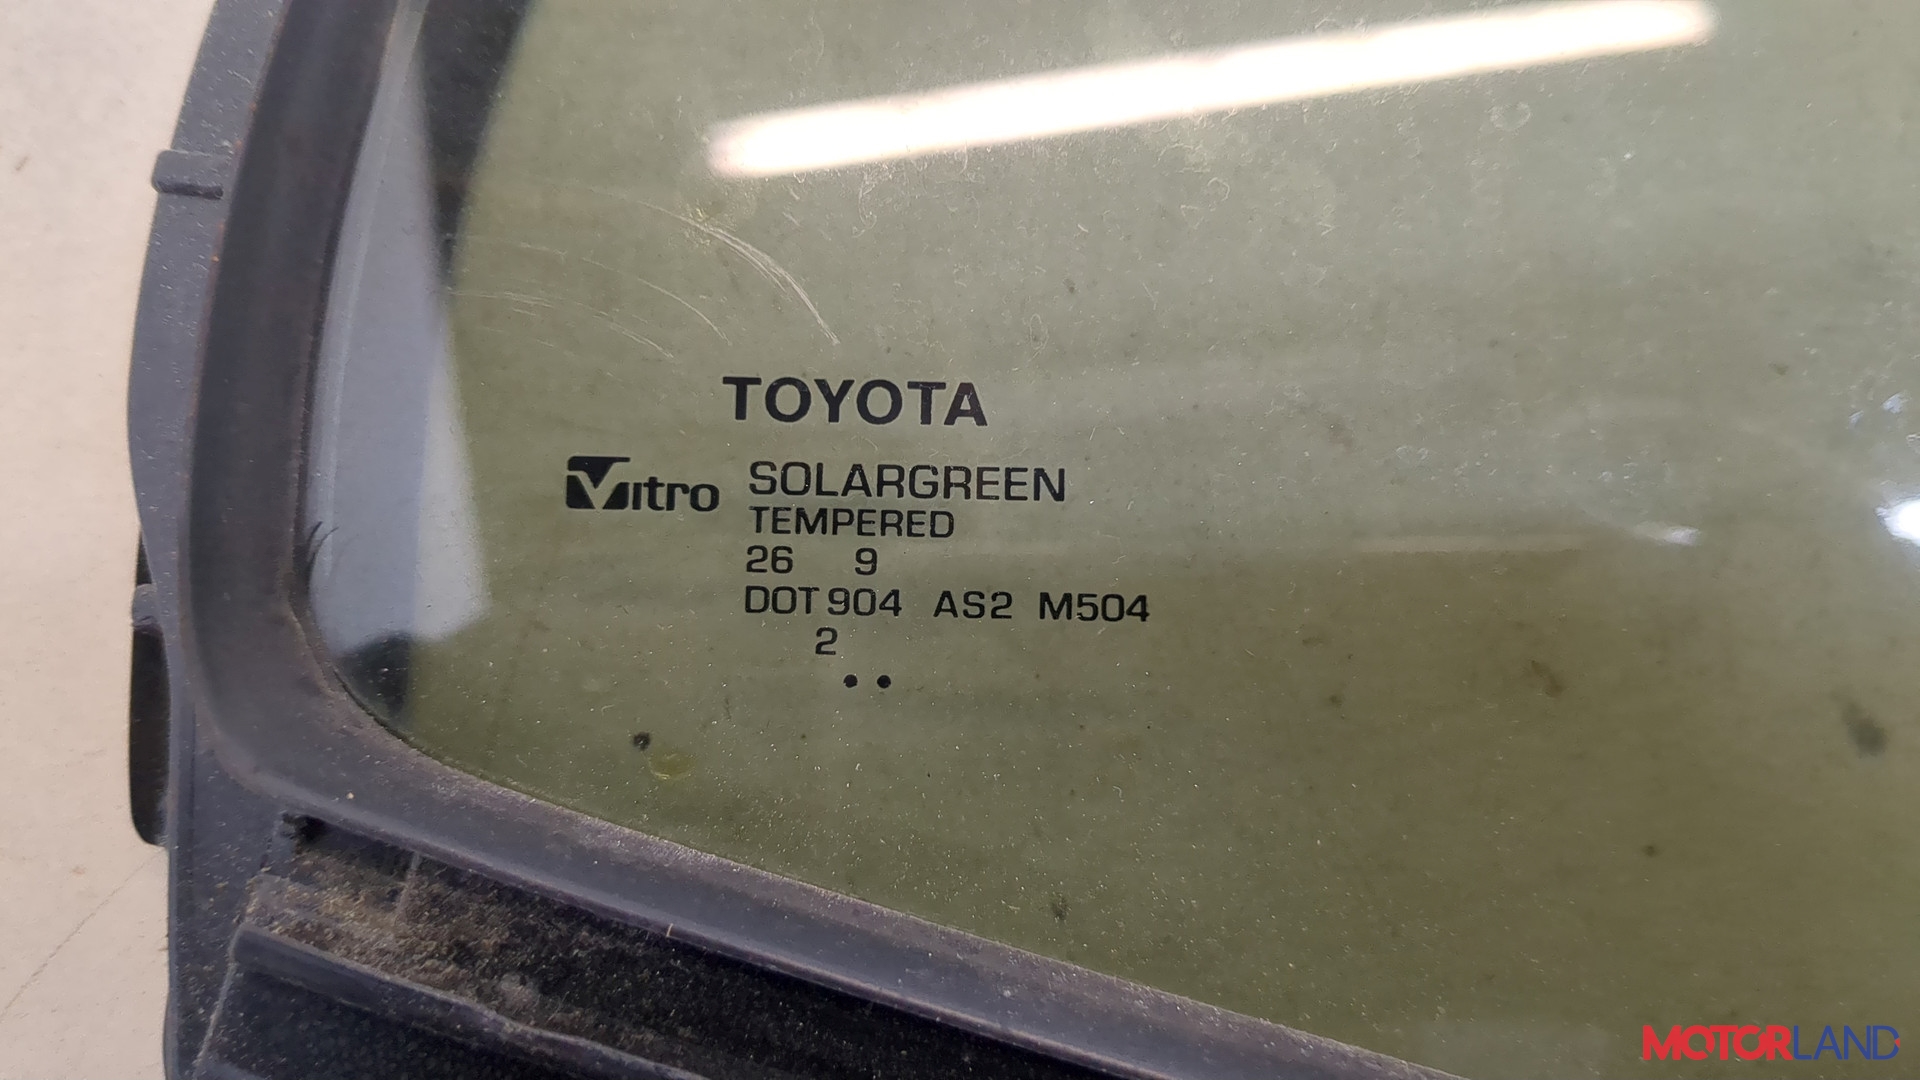 TOYOTA
Vitro SOLARGREEN
TEMPERED
26 9
DOT 904 AS2 M504
2
MOTORLAND